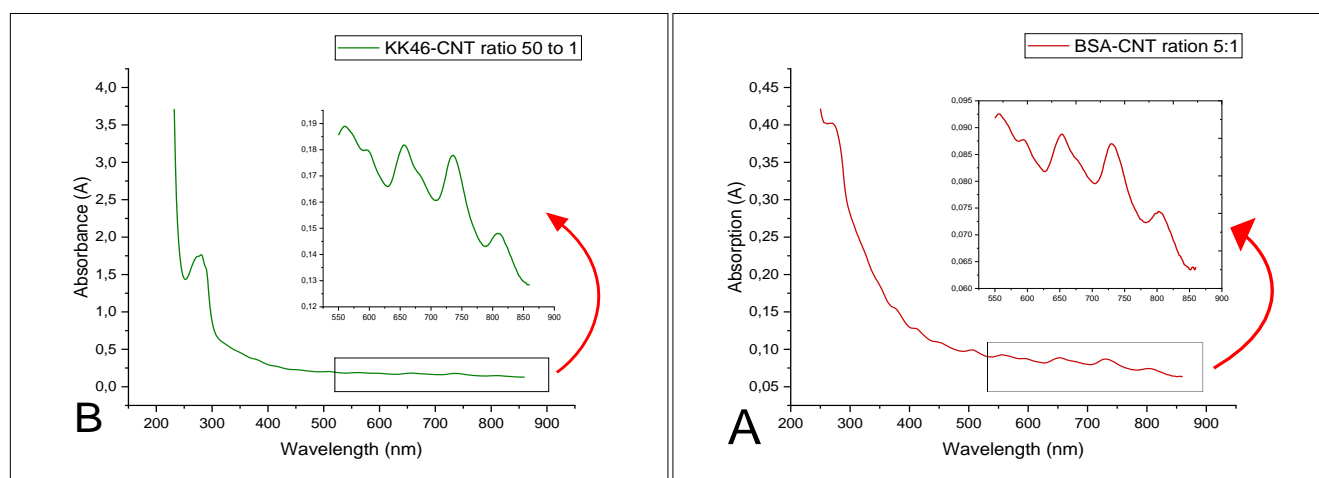 KK46-CNT ratio 50 to 1
4,0
3,5
3,0
2,5
2,0
1,5
1,0
0,5
0,0
Absorbance (A)
0,19
0,18
0,17
0,16
0,15
0,14
0,13
0,12
550 600 650 700 750 800 850 900
200 300 400 500 600 700 800 900
Wavelength (nm)
B
BSA-CNT ration 5:1
0,45
0,40
0,35
0,30
0,25
0,20
0,15
0,10
0,05
Absorption (A)
0,095
0,090
0,085
0,080
0,075
0,070
0,065
0,060
550 600 650 700 750 800 850 900
200 300 400 500 600 700 800 900
Wavelength (nm)
A